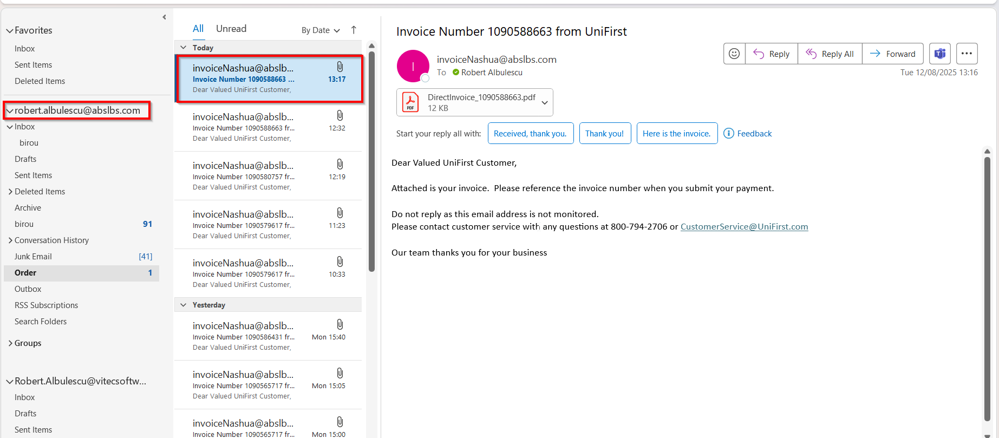 Favorites
Inbox
Sent Items
Deleted Items
robert.albulescu@abslbs.com
Inbox
birou
Drafts
Sent Items
Deleted Items
Archive
birou 91
Conversation History
Junk Email [41]
Order 1
Outbox
RSS Subscriptions
Search Folders
Groups
Robert.Albulescu@vitecsoftw...
Inbox
Drafts
Sent Items
All Unread By Date
Today
invoiceNashua@abslb...
Invoice Number 1090588663 ... 13:17
Dear Valued UniFirst Customer,
invoiceNashua@abslb...
Invoice Number 1090588663 fr... 12:32
Dear Valued UniFirst Customer,
invoiceNashua@abslb...
Invoice Number 1090580757 fr... 12:19
Dear Valued UniFirst Customer,
invoiceNashua@abslb...
Invoice Number 1090579617 fr... 11:23
Dear Valued UniFirst Customer,
invoiceNashua@abslb...
Invoice Number 1090579617 fr... 10:33
Dear Valued UniFirst Customer,
Yesterday
invoiceNashua@abslb...
Invoice Number 1090586431 fr... Mon 15:40
Dear Valued UniFirst Customer,
invoiceNashua@abslb...
Invoice Number 1090565717 fr... Mon 15:05
Dear Valued UniFirst Customer,
invoiceNashua@abslb...
Invoice Number 1090565717 fr... Mon 15:00
Invoice Number 1090588663 from UniFirst
I
invoiceNashua@abslbs.com
To Robert Albulescu
Reply Reply All Forward
Tue 12/08/2025 13:16
PDF
DirectInvoice_1090588663.pdf
12 KB
Start your reply all with: Received, thank you. Thank you! Here is the invoice. Feedback
Dear Valued UniFirst Customer,
Attached is your invoice.  Please reference the invoice number when you submit your payment.
Do not reply as this email address is not monitored.
Please contact customer service with any questions at 800-794-2706 or CustomerService@UniFirst.com
Our team thanks you for your business